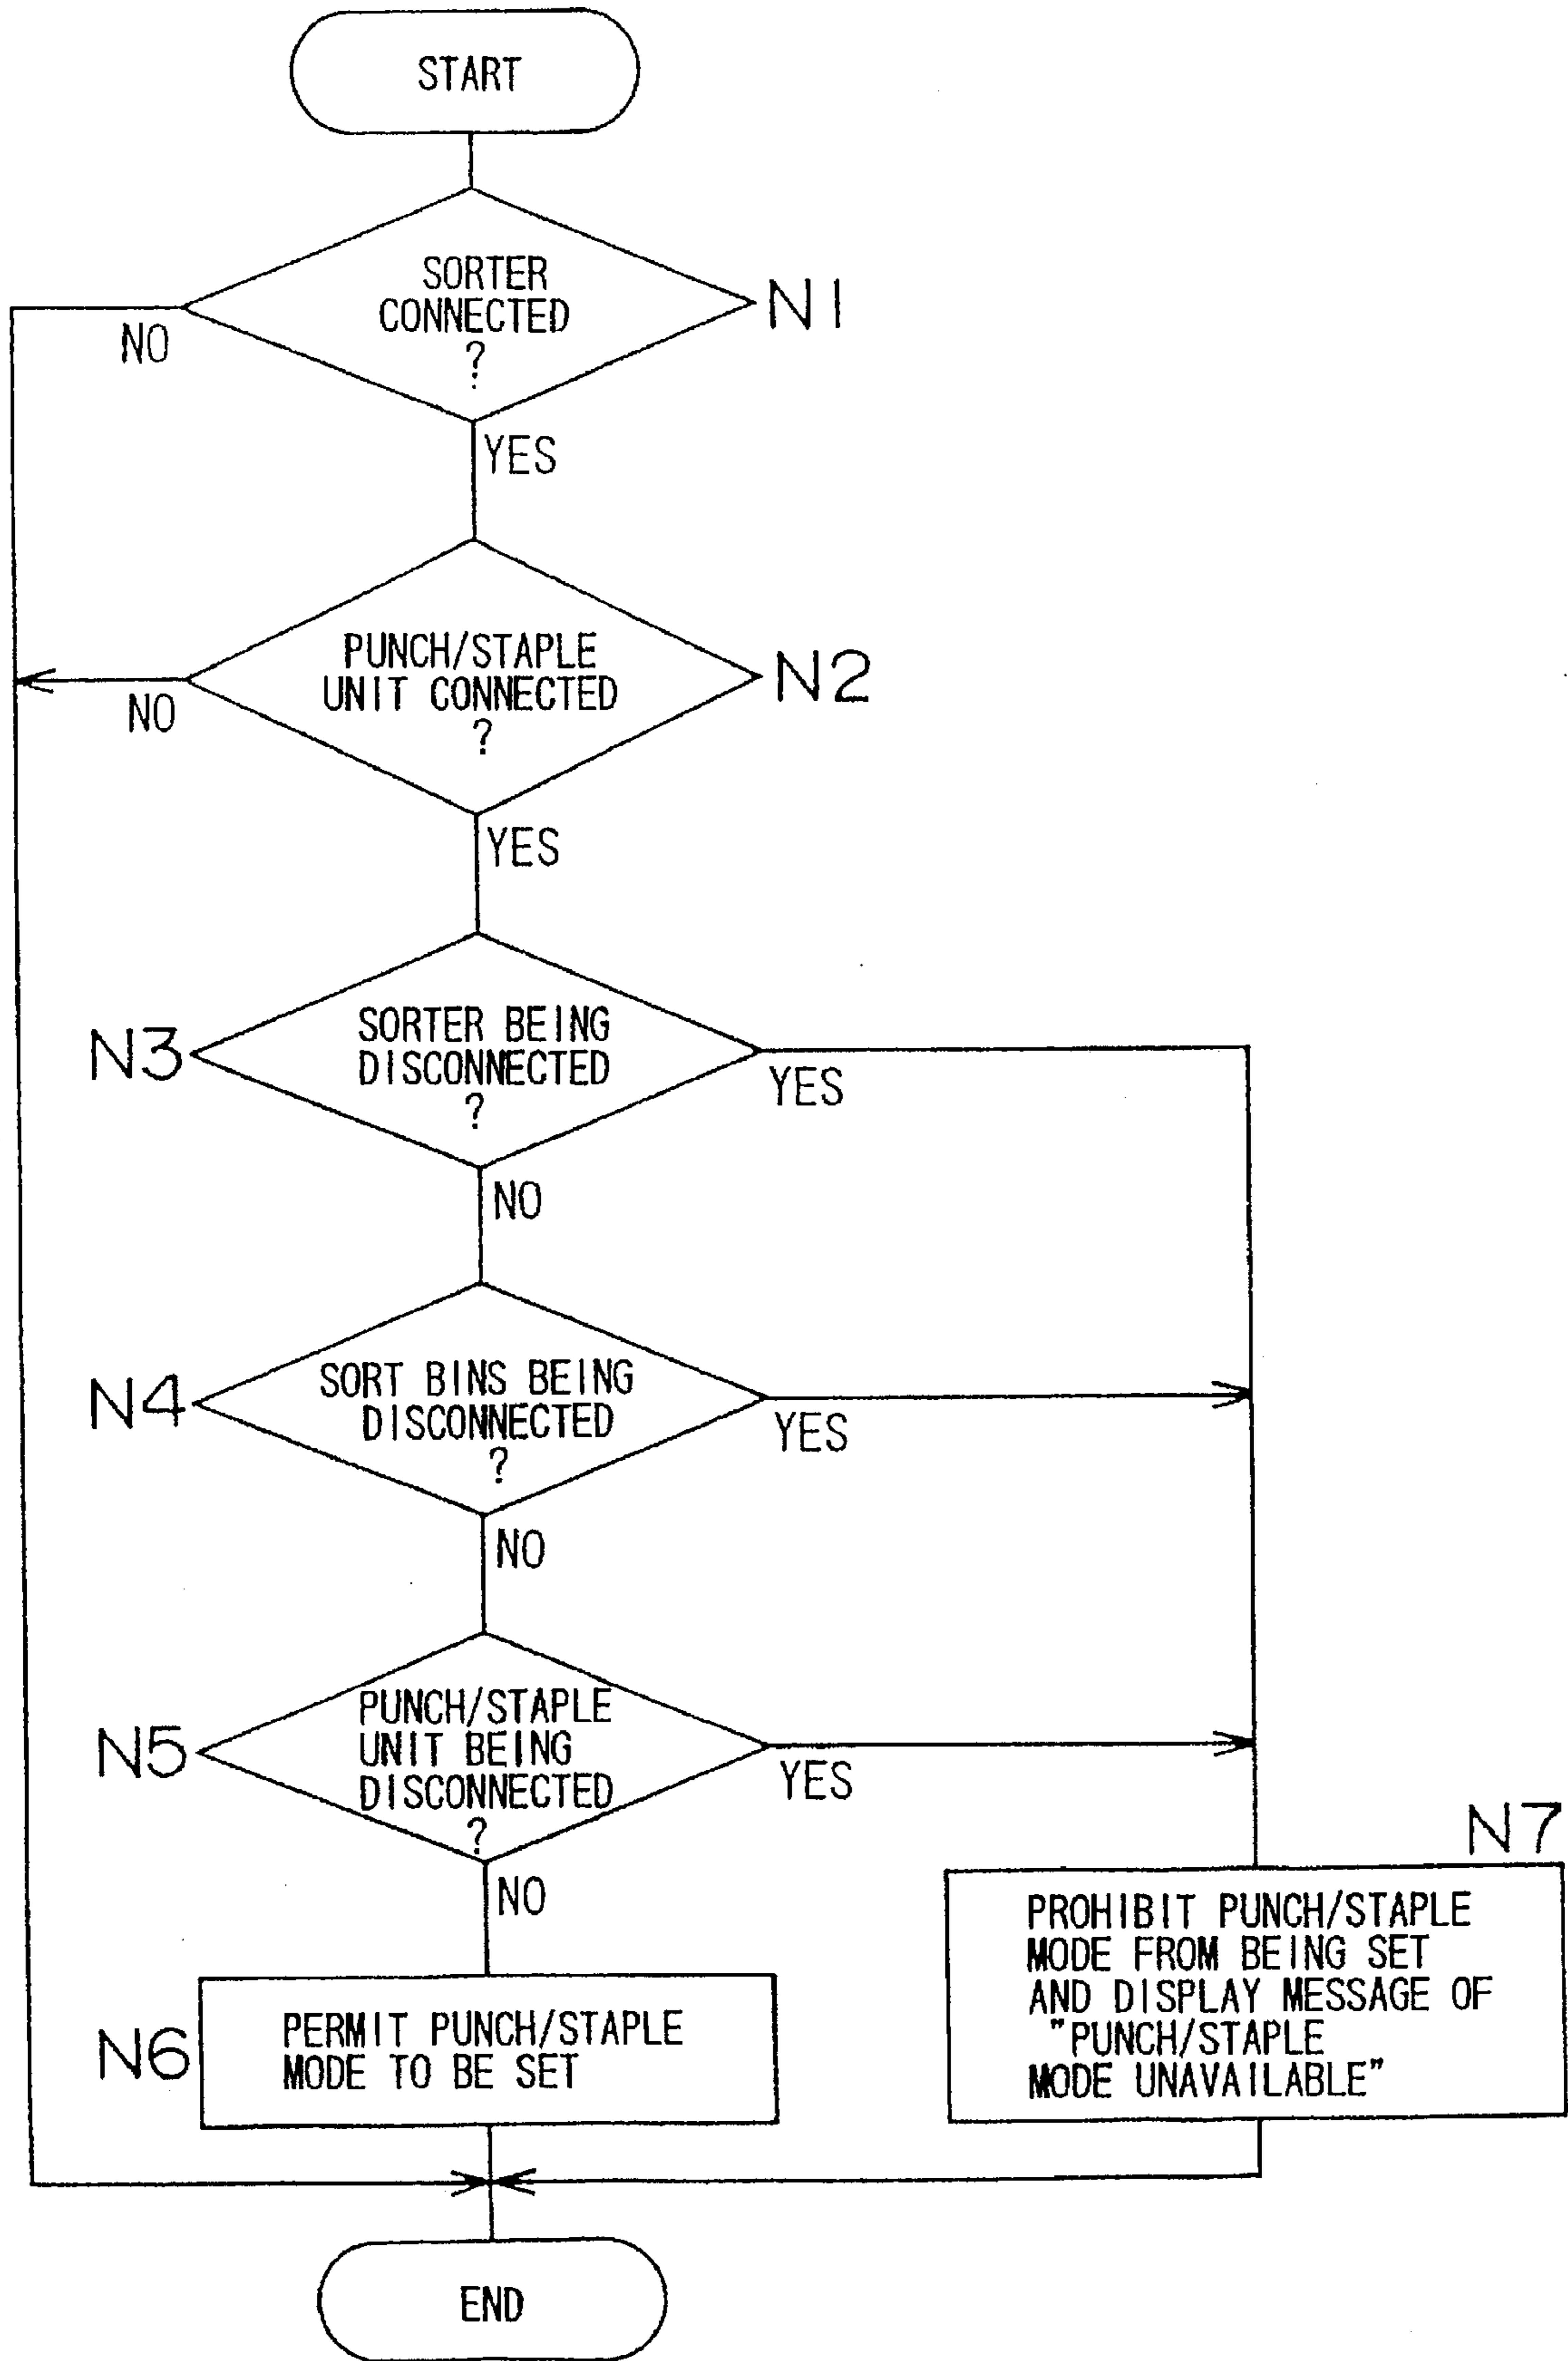 START
SORTER
CONNECTED
?
N1
NO
YES
PUNCH/STAPLE
UNIT CONNECTED
?
N2
NO
YES
N3
SORTER BEING
DISCONNECTED
?
YES
NO
N4
SORT BINS BEING
DISCONNECTED
?
YES
NO
N5
PUNCH/STAPLE
UNIT BEING
DISCONNECTED
?
YES
NO
N6
PERMIT PUNCH/STAPLE
MODE TO BE SET
N7
PROHIBIT PUNCH/STAPLE
MODE FROM BEING SET
AND DISPLAY MESSAGE OF
"PUNCH/STAPLE
MODE UNAVAILABLE"
END